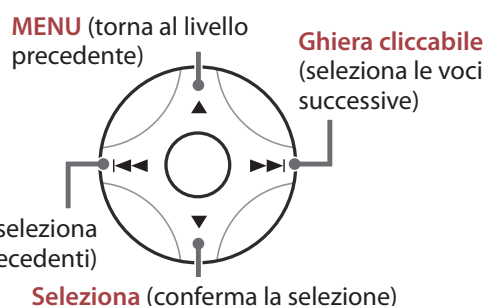 MENU (torna al livello
precedente)
Ghiera cliccabile
(seleziona le voci
successive)
seleziona
ecedenti)
Seleziona (conferma la selezione)